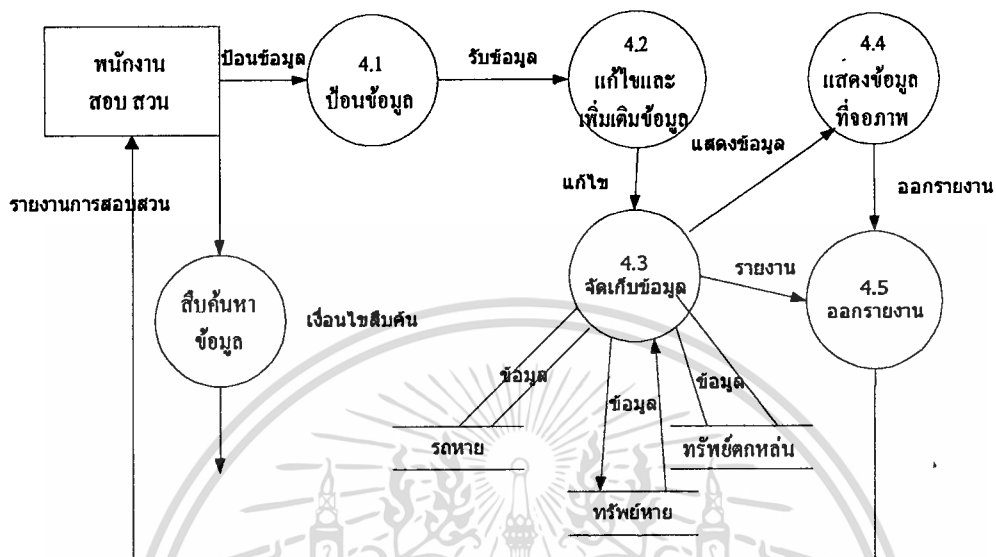 พนักงาน
สอบ สวน
ป้อนข้อมูล
4.1
ป้อนข้อมูล
รับข้อมูล
4.2
แก้ไขและ
เพิ่มเติมข้อมูล
4.4
แสดงข้อมูล
ที่จอภาพ
แสดงข้อมูล
แก้ไข
ออกรายงาน
รายงานการสอบสวน
4.3
จัดเก็บข้อมูล
รายงาน
4.5
ออกรายงาน
สืบค้นหา
ข้อมูล
เงื่อนไขสืบค้น
ข้อมูล
ข้อมูล
ข้อมูล
รถหาย
ทรัพย์ตกหล่น
ทรัพย์หาย